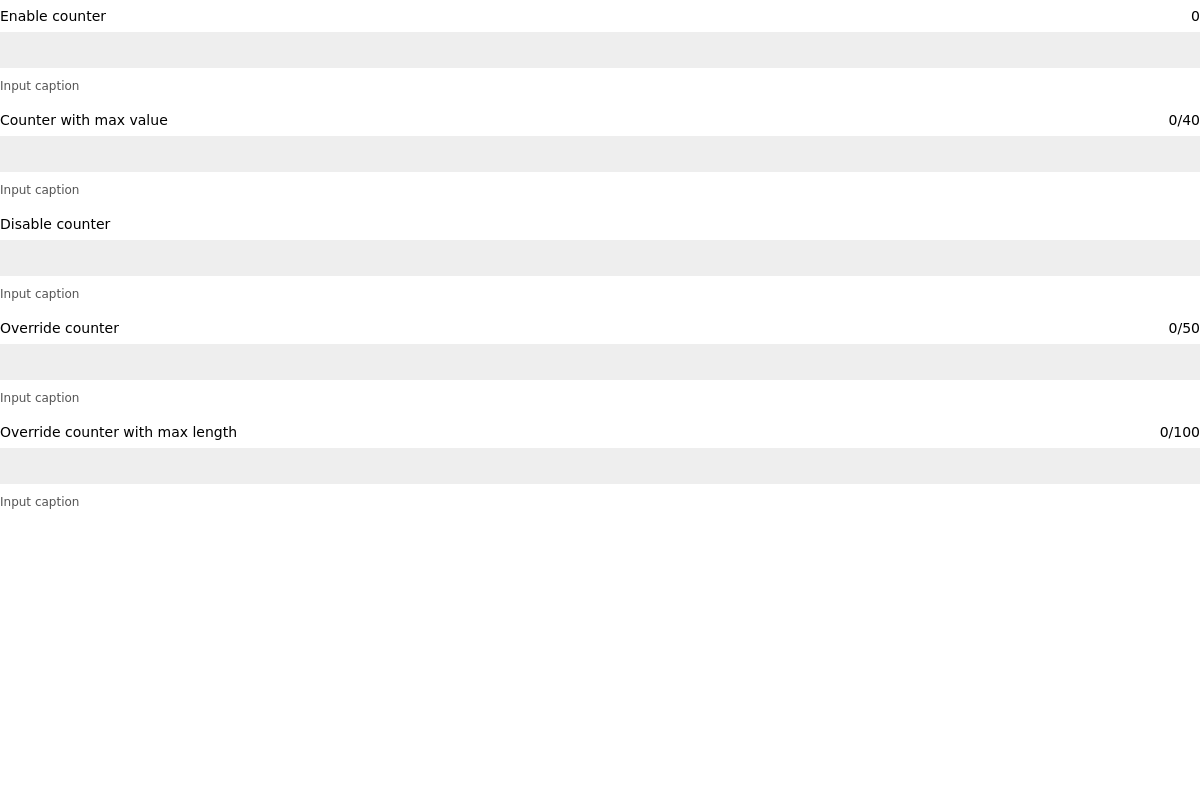 Enable counter 0
Input caption
Counter with max value 0/40
Input caption
Disable counter
Input caption
Override counter 0/50
Input caption
Override counter with max length 0/100
Input caption